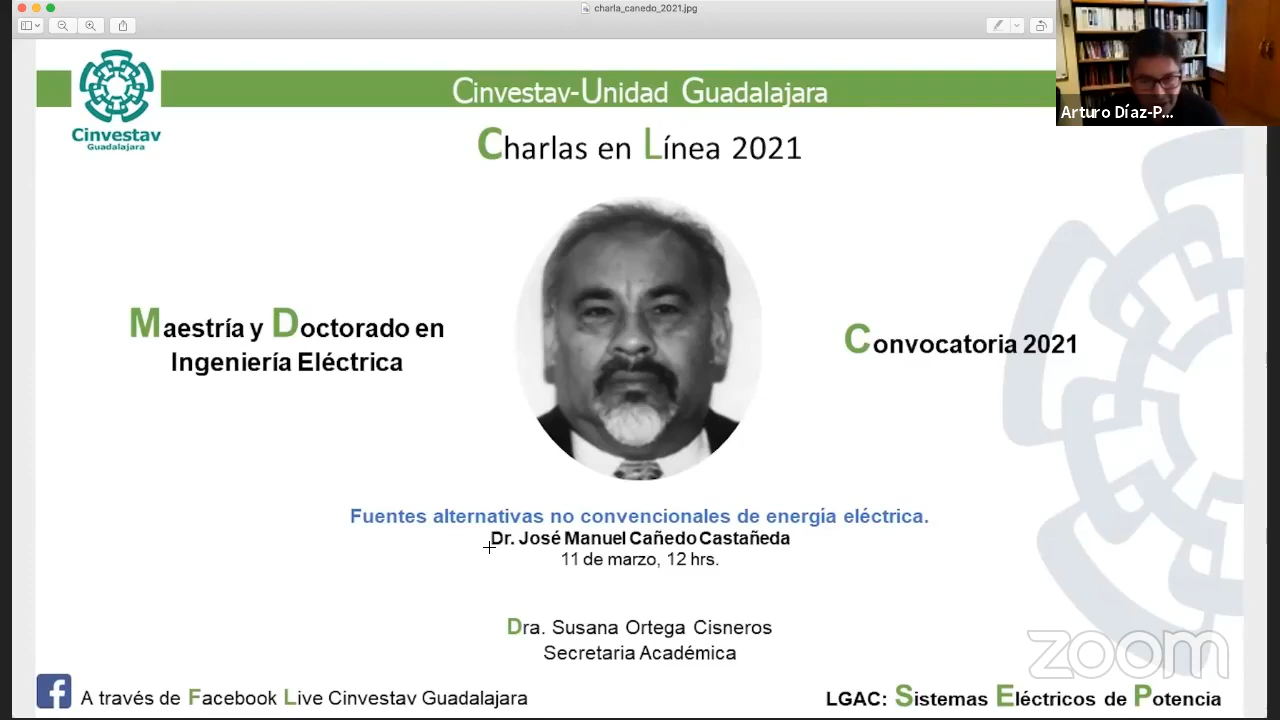 charla_canedo_2021.jpg
Cinvestav
Guadalajara
Cinvestav-Unidad Guadalajara
Arturo Díaz-P...
Charlas en Línea 2021
Maestría y Doctorado en
Ingeniería Eléctrica
Convocatoria 2021
Fuentes alternativas no convencionales de energía eléctrica.
Dr. José Manuel Cañedo Castañeda
11 de marzo, 12 hrs.
Dra. Susana Ortega Cisneros
Secretaria Académica
zoom
A través de Facebook Live Cinvestav Guadalajara
LGAC: Sistemas Eléctricos de Potencia